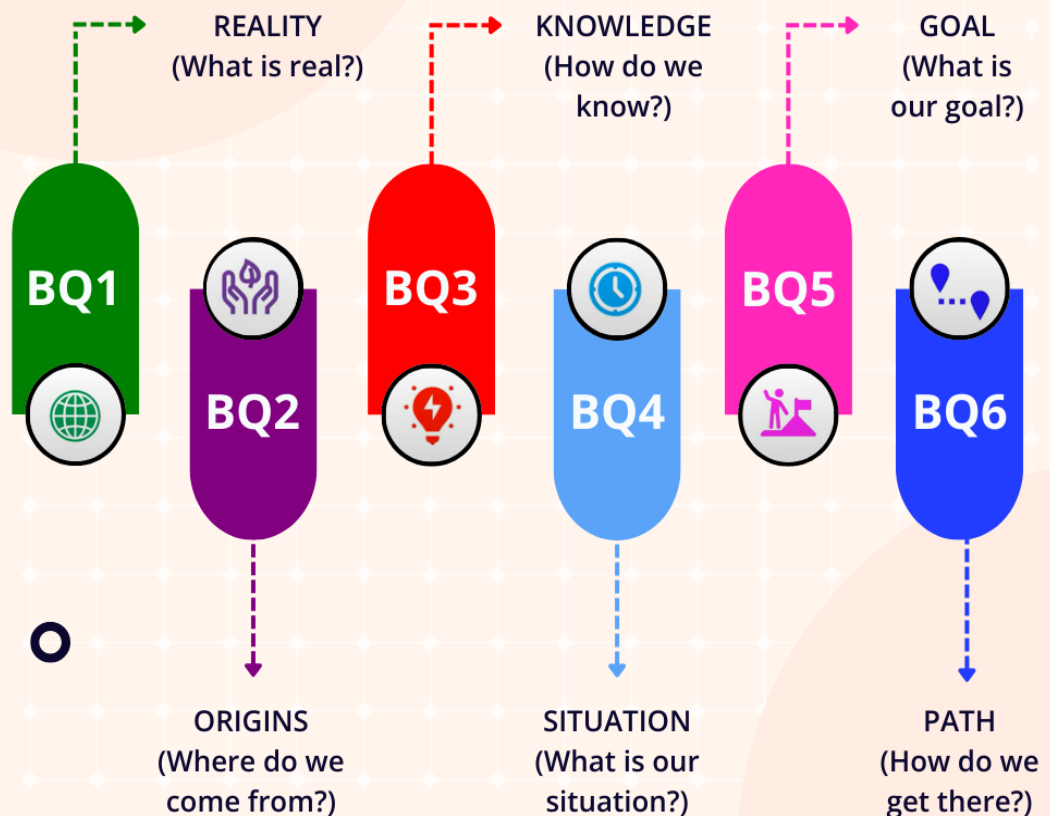 REALITY
(What is real?)
KNOWLEDGE
(How do we
know?)
GOAL
(What is
our goal?)
BQ1
BQ2
BQ3
BQ4
BQ5
BQ6
ORIGINS
(Where do we
come from?)
SITUATION
(What is our
situation?)
PATH
(How do we
get there?)